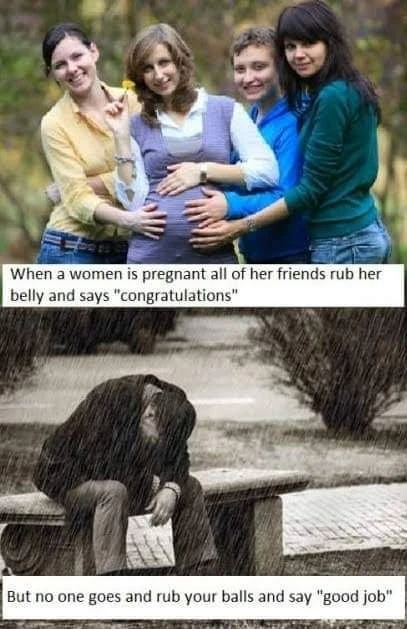 When a women is pregnant all of her friends rub her
belly and says "congratulations"
But no one goes and rub your balls and say "good job"